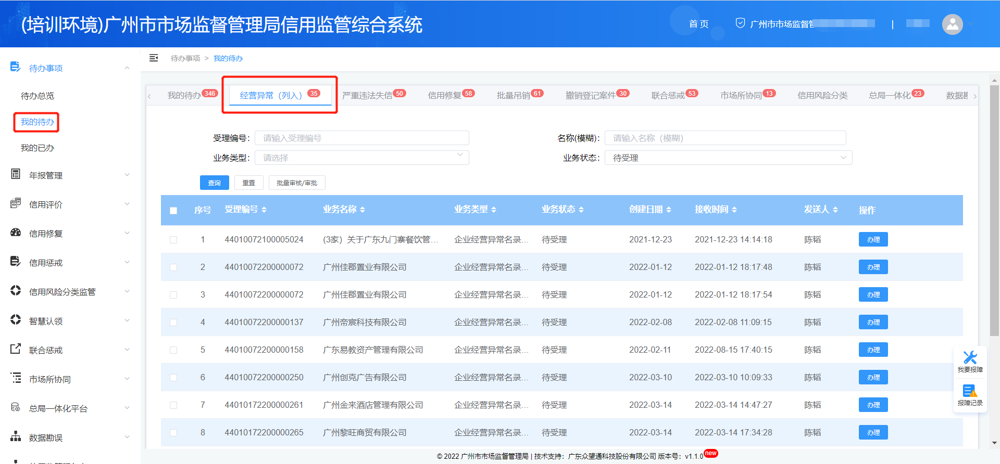 (培训环境)广州市市场监督管理局信用监管综合系统
首页
广州市市场监督管
|
待办事项 > 我的待办
待办事项
待办总览
我的待办
我的已办
年报管理
信用评价
信用修复
信用惩戒
信用风险分类监管
智慧认领
联合惩戒
市场所协同
总局一体化平台
数据勘误
我的待办 346
经营异常（列入） 35
严重违法失信 50
信用修复 58
批量吊销 61
撤销登记案件 30
联合惩戒 53
市场所协同 13
信用风险分类
总局一体化 23
数据勘
受理编号: 请输入受理编号
名称(模糊): 请输入名称（模糊）
业务类型: 请选择
业务状态: 待受理
查询 重置 批量审核/审批
序号 受理编号 业务名称 业务类型 业务状态 创建日期 接收时间 发送人 操作
1 44010072100005024 (3家）关于广东九门寨餐饮管... 企业经营异常名录... 待受理 2021-12-23 2021-12-23 14:14:18 陈韬 办理
2 44010072200000072 广州佳郡置业有限公司 企业经营异常名录... 待受理 2022-01-12 2022-01-12 18:17:48 陈韬 办理
3 44010072200000072 广州佳郡置业有限公司 企业经营异常名录... 待受理 2022-01-12 2022-01-12 18:17:54 陈韬 办理
4 44010072200000137 广州帝宸科技有限公司 企业经营异常名录... 待受理 2022-02-08 2022-02-08 11:09:15 陈韬 办理
5 44010072200000158 广东易教资产管理有限公司 企业经营异常名录... 待受理 2022-02-11 2022-08-15 17:40:15 陈韬 办理
6 44010072200000250 广州创克广告有限公司 企业经营异常名录... 待受理 2022-03-10 2022-03-10 10:09:33 陈韬 办理
7 44010172200000261 广州金来酒店管理有限公司 企业经营异常名录... 待受理 2022-03-14 2022-03-14 14:47:27 陈韬 办理
8 44010172200000265 广州黎旺商贸有限公司 企业经营异常名录... 待受理 2022-03-14 2022-03-14 17:34:28 陈韬 办理
我要报障
报障记录
© 2022 广州市市场监督管理局 | 技术支持：广东众望通科技股份有限公司 版本号：v1.1.0 new